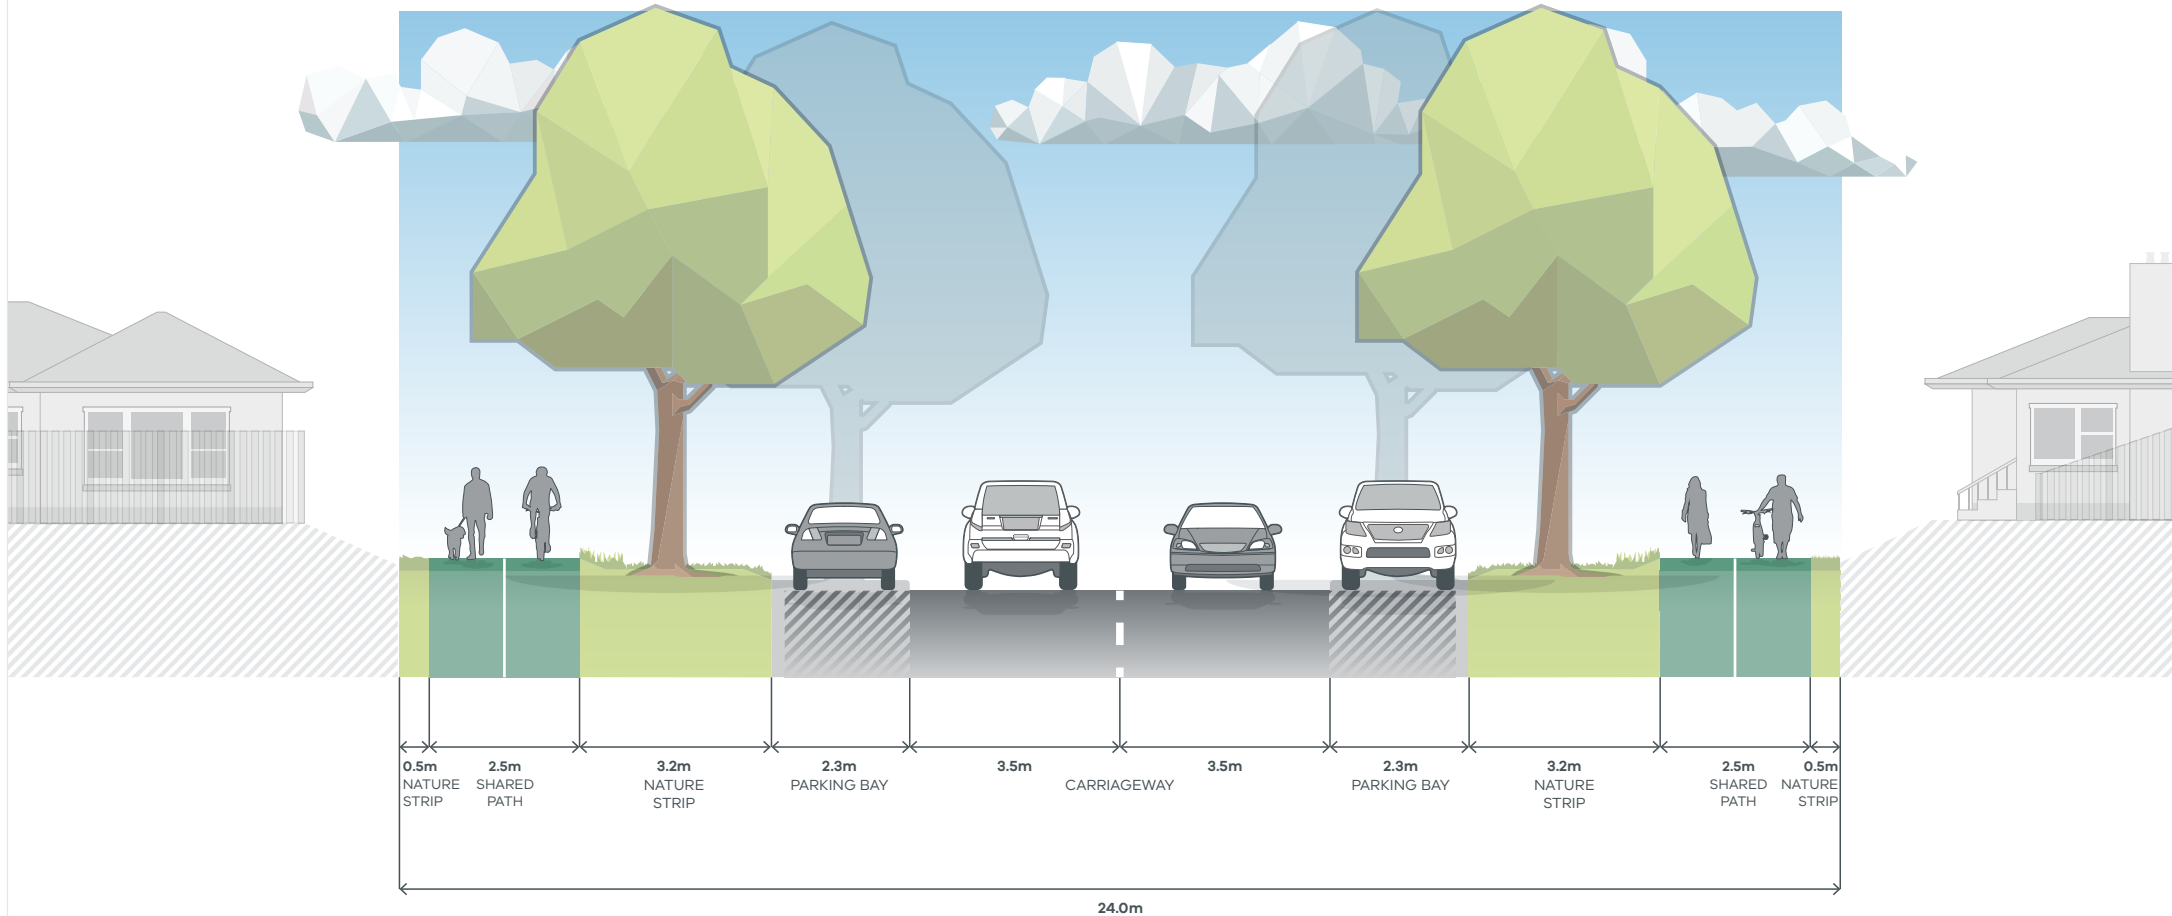 0.5m
NATURE
STRIP
2.5m
SHARED
PATH
3.2m
NATURE
STRIP
2.3m
PARKING BAY
3.5m
CARRIAGEWAY
3.5m
2.3m
PARKING BAY
3.2m
NATURE
STRIP
2.5m
SHARED
PATH
0.5m
NATURE
STRIP
24.0m